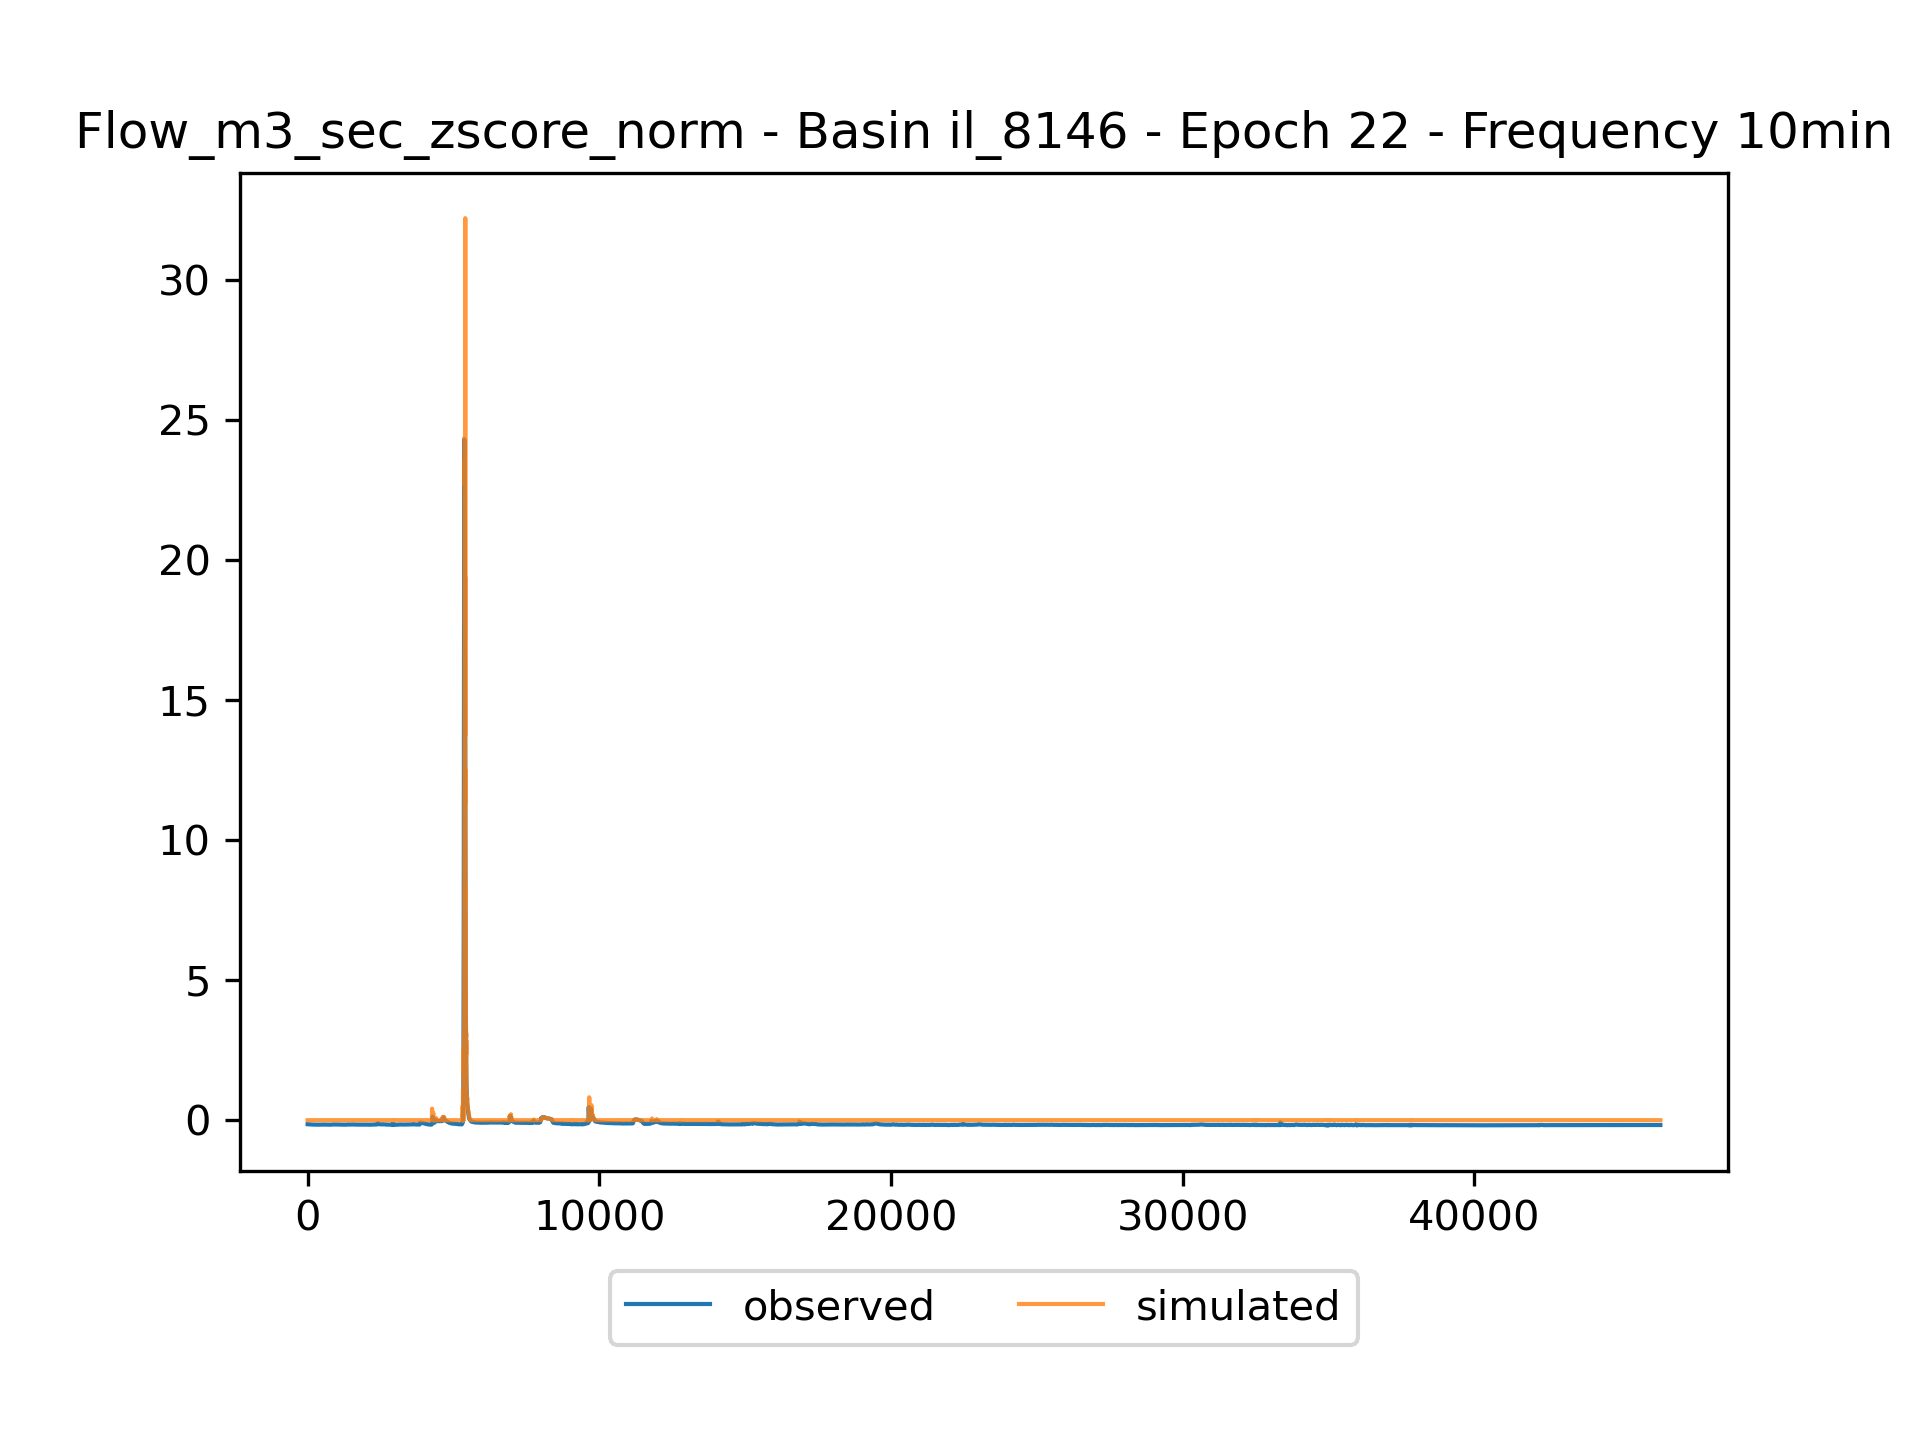 Flow_m3_sec_zscore_norm - Basin il_8146 - Epoch 22 - Frequency 10min
30
25
20
15
10
5
0
0 10000 20000 30000 40000
observed simulated